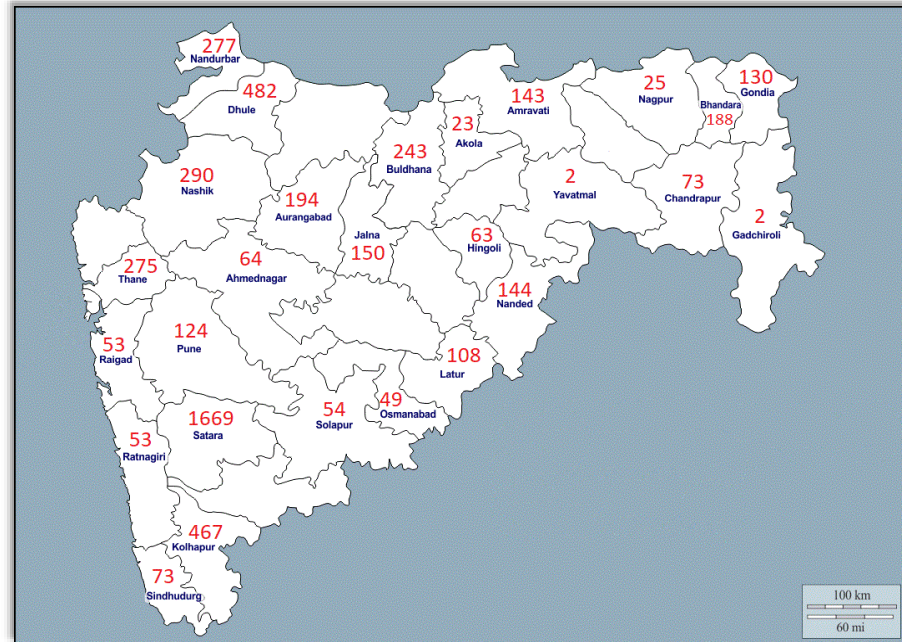 277
Nandurbar
482
Dhule
143
Amravati
25
Nagpur
130
Gondia
Bhandara
188
23
Akola
243
Buldhana
290
Nashik
2
Yavatmal
73
Chandrapur
194
Aurangabad
2
Gadchiroli
Jalna
150
63
Hingoli
64
Ahmednagar
275
Thane
144
Nanded
124
Pune
53
Raigad
108
Latur
49
Osmanabad
54
Solapur
1669
Satara
53
Ratnagiri
467
Kolhapur
73
Sindhudurg
100 km
60 mi